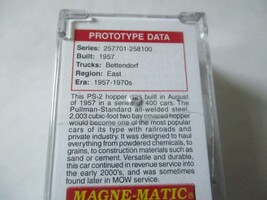 PROTOTYPE DATA
Series: 257701-258100
Built: 1957
Trucks: Bettendorf
Region: East
Era: 1957-1970s
This PS-2 hopper was built in August
of 1957 in a series of 400 cars. The
Pullman-Standard all-welded steel,
2,003 cubic-foot two bay covered hopper
would become one of the most popular
cars of its type with railroads and
private industry. It was designed to haul
everything from powdered chemicals, to
grains, to construction materials such as
sand or cement. Versatile and durable,
this car continued in revenue service into
the early 2000's, and was sometimes
found later in MOW service.
MAGNE-MATIC®